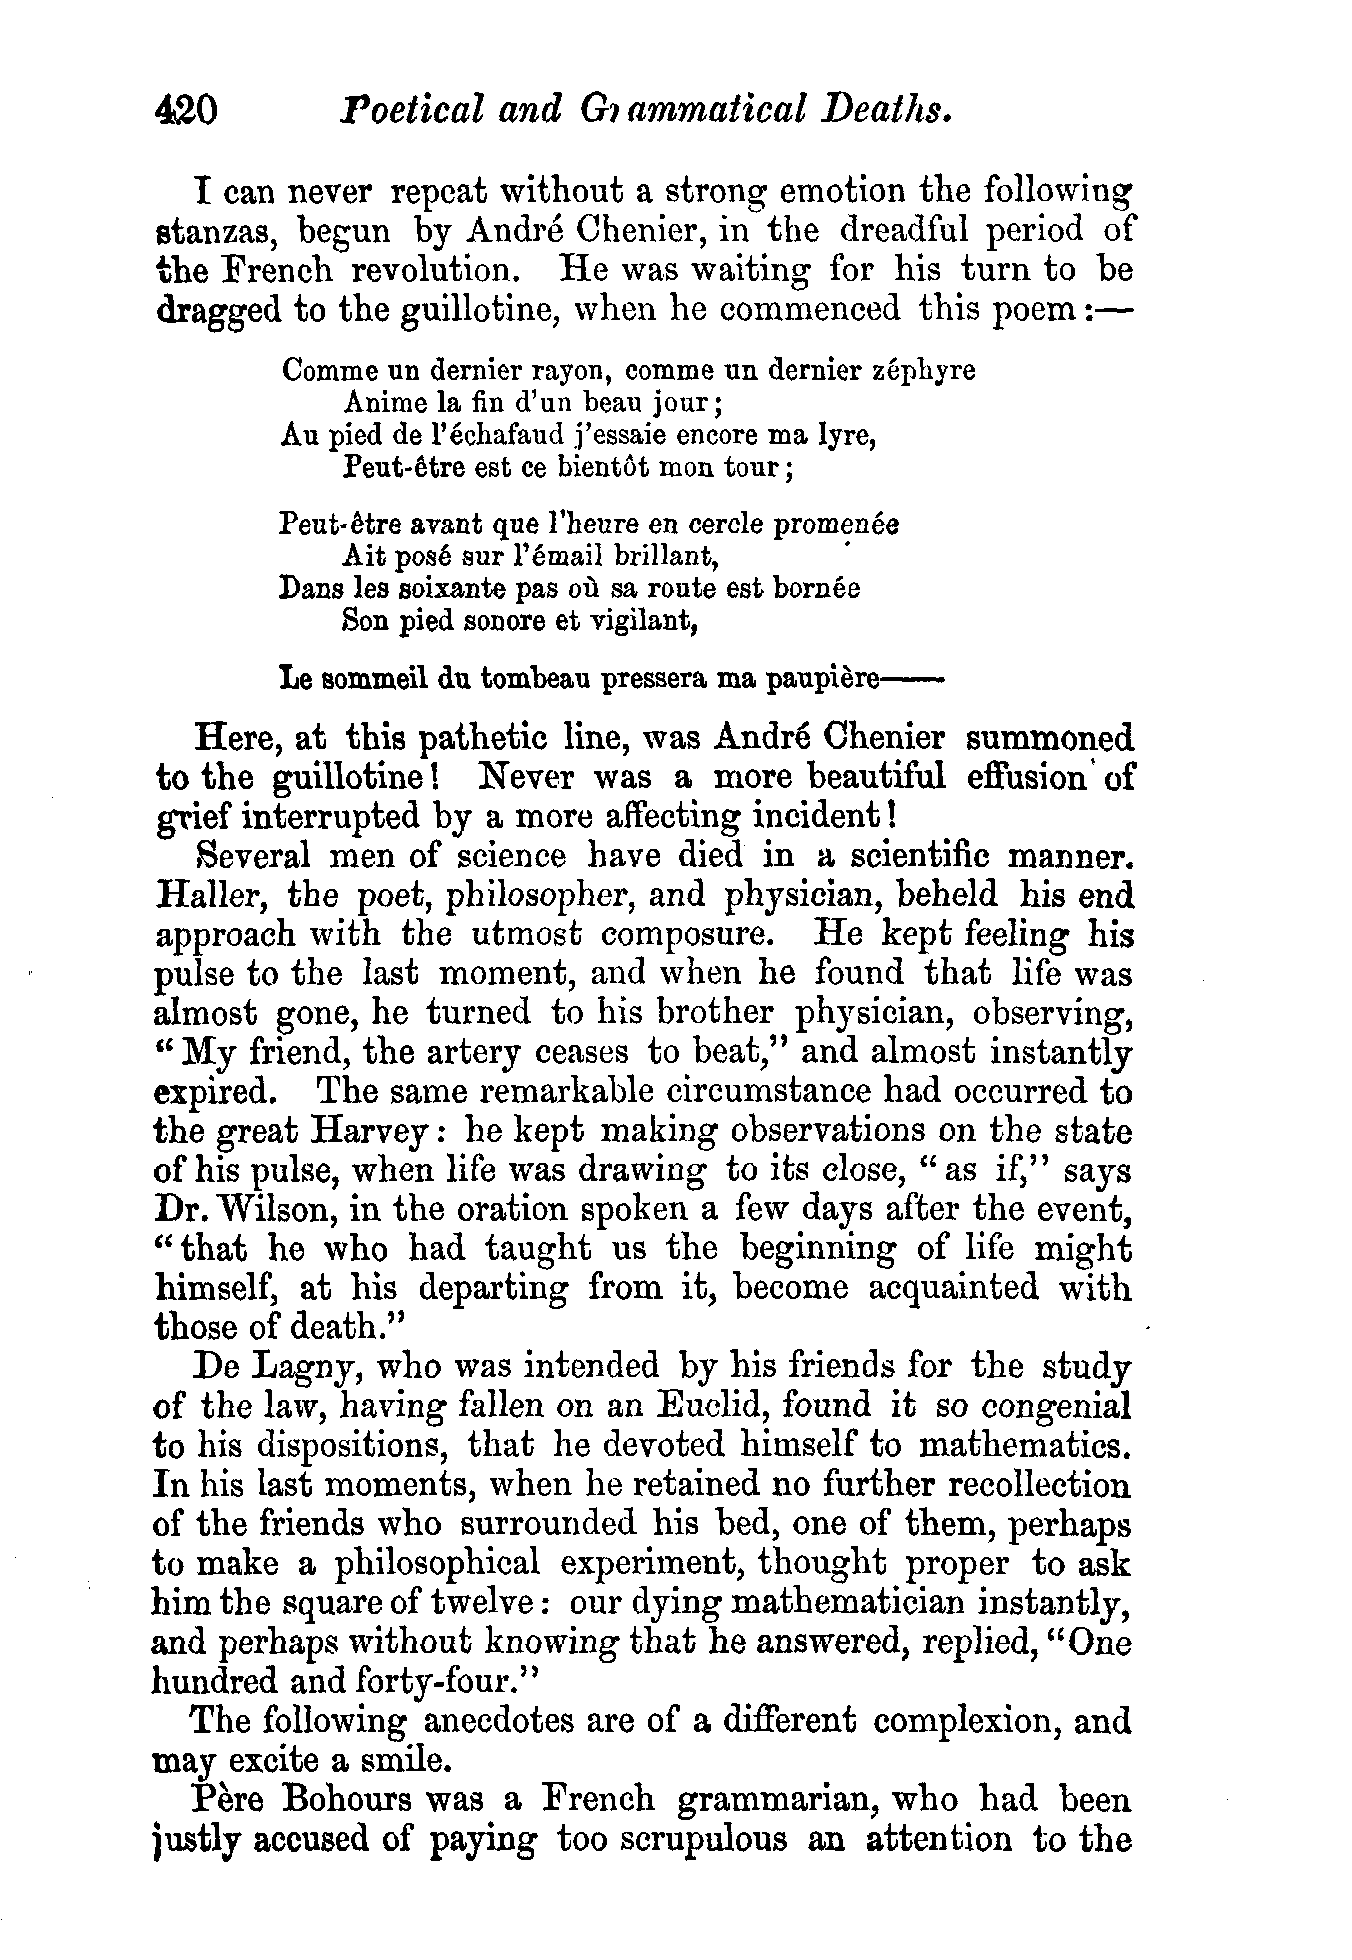 420 Poetical and Grammatical Deaths.
I can never repeat without a strong emotion the following
stanzas, begun by André Chenier, in the dreadful period of
the French revolution. He was waiting for his turn to be
dragged to the guillotine, when he commenced this poem:—
Comme un dernier rayon, comme un dernier zéphyre
Anime la fin d'un beau jour;
Au pied de l'échafaud j'essaie encore ma lyre,
Peut-être est ce bientôt mon tour;
Peut-être avant que l'heure en cercle promenée
Ait posé sur l'émail brillant,
Dans les soixante pas où sa route est bornée
Son pied sonore et vigilant,
Le sommeil du tombeau pressera ma paupière——
Here, at this pathetic line, was André Chenier summoned
to the guillotine! Never was a more beautiful effusion of
grief interrupted by a more affecting incident!
Several men of science have died in a scientific manner.
Haller, the poet, philosopher, and physician, beheld his end
approach with the utmost composure. He kept feeling his
pulse to the last moment, and when he found that life was
almost gone, he turned to his brother physician, observing,
"My friend, the artery ceases to beat," and almost instantly
expired. The same remarkable circumstance had occurred to
the great Harvey: he kept making observations on the state
of his pulse, when life was drawing to its close, "as if," says
Dr. Wilson, in the oration spoken a few days after the event,
"that he who had taught us the beginning of life might
himself, at his departing from it, become acquainted with
those of death."
De Lagny, who was intended by his friends for the study
of the law, having fallen on an Euclid, found it so congenial
to his dispositions, that he devoted himself to mathematics.
In his last moments, when he retained no further recollection
of the friends who surrounded his bed, one of them, perhaps
to make a philosophical experiment, thought proper to ask
him the square of twelve: our dying mathematician instantly,
and perhaps without knowing that he answered, replied, "One
hundred and forty-four."
The following anecdotes are of a different complexion, and
may excite a smile.
Père Bohours was a French grammarian, who had been
justly accused of paying too scrupulous an attention to the